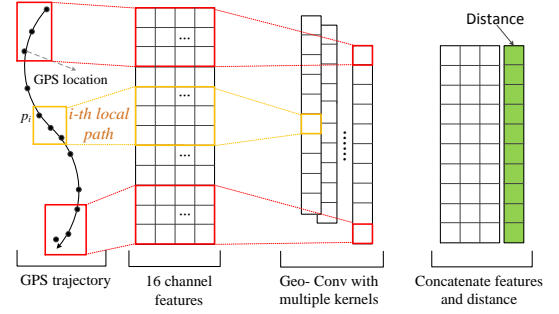 Distance
...
GPS location
...
pi
i-th local
path
......
...
...
GPS trajectory
16 channel
features
Geo- Conv with
multiple kernels
Concatenate features
and distance